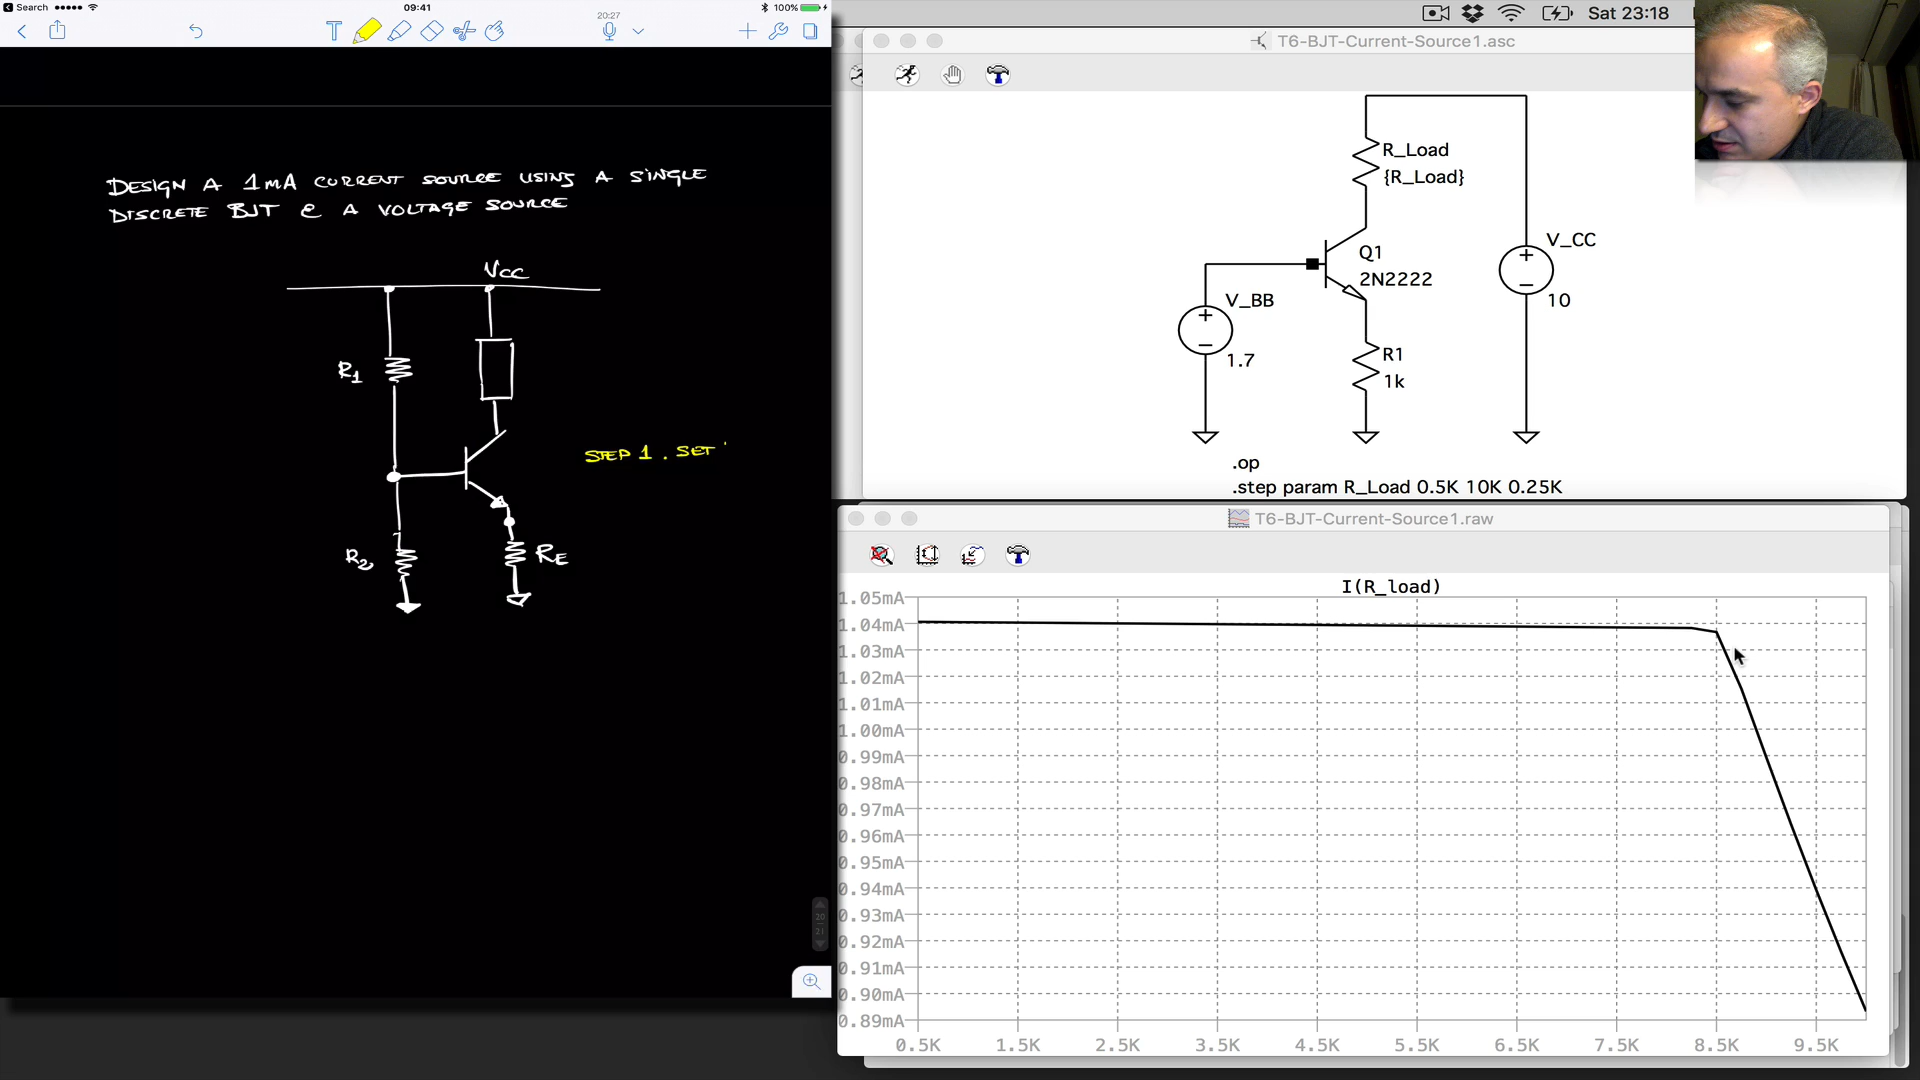 Search
09:41
100%
20:27
T
DESIGN A 1mA CURRENT SOURCE USING A SINGLE
DISCRETE BJT & A VOLTAGE SOURCE
VCC
R1
STEP 1. SET
R2
RE
20
21
Sat 23:18
T6-BJT-Current-Source1.asc
R_Load
{R_Load}
Q1
2N2222
V_CC
10
V_BB
1.7
R1
1k
.op
.step param R_Load 0.5K 10K 0.25K
T6-BJT-Current-Source1.raw
I(R_load)
1.05mA
1.04mA
1.03mA
1.02mA
1.01mA
1.00mA
0.99mA
0.98mA
0.97mA
0.96mA
0.95mA
0.94mA
0.93mA
0.92mA
0.91mA
0.90mA
0.89mA
0.5K 1.5K 2.5K 3.5K 4.5K 5.5K 6.5K 7.5K 8.5K 9.5K